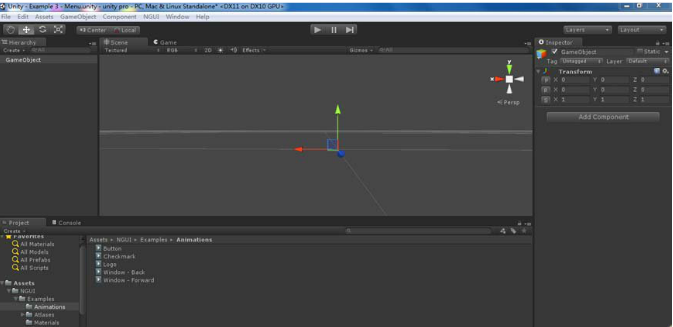 Unity - Example 3 - Menu.unity - unity pro - PC, Mac & Linux Standalone* <DX11 on DX10 GPU>
File Edit Assets GameObject Component NGUI Window Help
Center Local
Layers Layout
Hierarchy
Create
GameObject
Scene Game
Textured RGB 2D Effects Gizmos
y
x
Persp
Inspector
GameObject Static
Tag Untagged Layer Default
Transform
P X 0 Y 0 Z 0
R X 0 Y 0 Z 0
S X 1 Y 1 Z 1
Add Component
Project Console
Create
Favorites
All Materials
All Models
All Prefabs
All Scripts
Assets
NGUI
Examples
Animations
Atlases
Materials
Assets NGUI Examples Animations
Button
Checkmark
Logo
Window - Back
Window - Forward